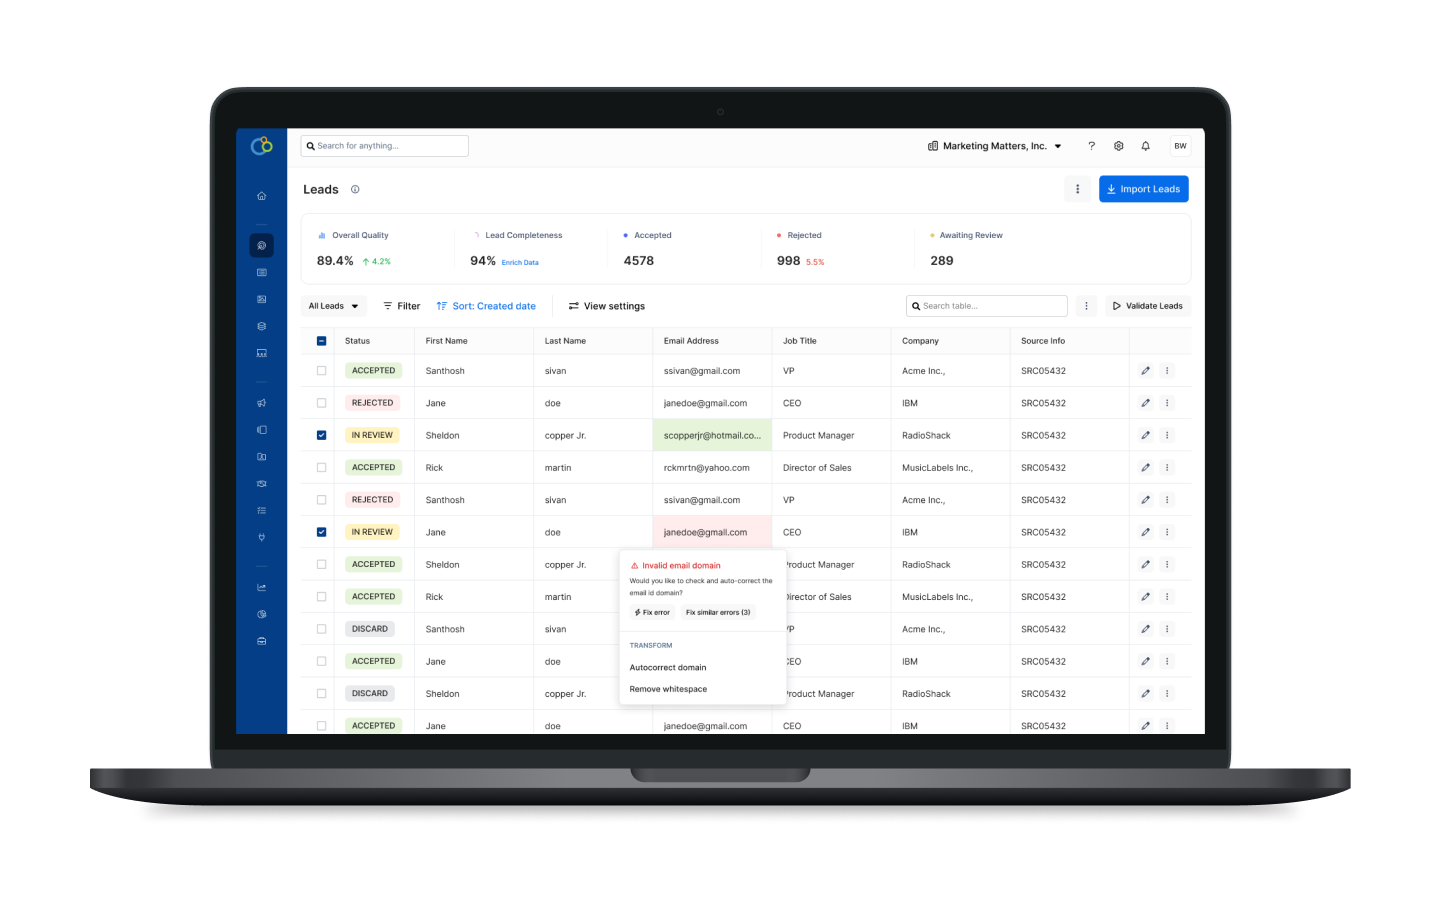 Search for anything...
Marketing Matters, Inc.
?
BW
Leads
Import Leads
Overall Quality
Lead Completeness
Accepted
Rejected
Awaiting Review
89.4% ↑ 4.2%
94% Enrich Data
4578
998 5.5%
289
All Leads
Filter
Sort: Created date
View settings
Search table...
Validate Leads
Status First Name Last Name Email Address Job Title Company Source Info
ACCEPTED Santhosh sivan ssivan@gmail.com VP Acme Inc., SRC05432
REJECTED Jane doe janedoe@gmail.com CEO IBM SRC05432
IN REVIEW Sheldon copper Jr. scopperjr@hotmail.co... Product Manager RadioShack SRC05432
ACCEPTED Rick martin rckmrtn@yahoo.com Director of Sales MusicLabels Inc., SRC05432
REJECTED Santhosh sivan ssivan@gmail.com VP Acme Inc., SRC05432
IN REVIEW Jane doe janedoe@gmall.com CEO IBM SRC05432
ACCEPTED Sheldon copper Jr. Product Manager RadioShack SRC05432
ACCEPTED Rick martin Director of Sales MusicLabels Inc., SRC05432
DISCARD Santhosh sivan VP Acme Inc., SRC05432
ACCEPTED Jane doe CEO IBM SRC05432
DISCARD Sheldon copper Jr. Product Manager RadioShack SRC05432
ACCEPTED Jane doe janedoe@gmail.com CEO IBM SRC05432
Invalid email domain
Would you like to check and auto-correct the
email id domain?
Fix error
Fix similar errors (3)
TRANSFORM
Autocorrect domain
Remove whitespace